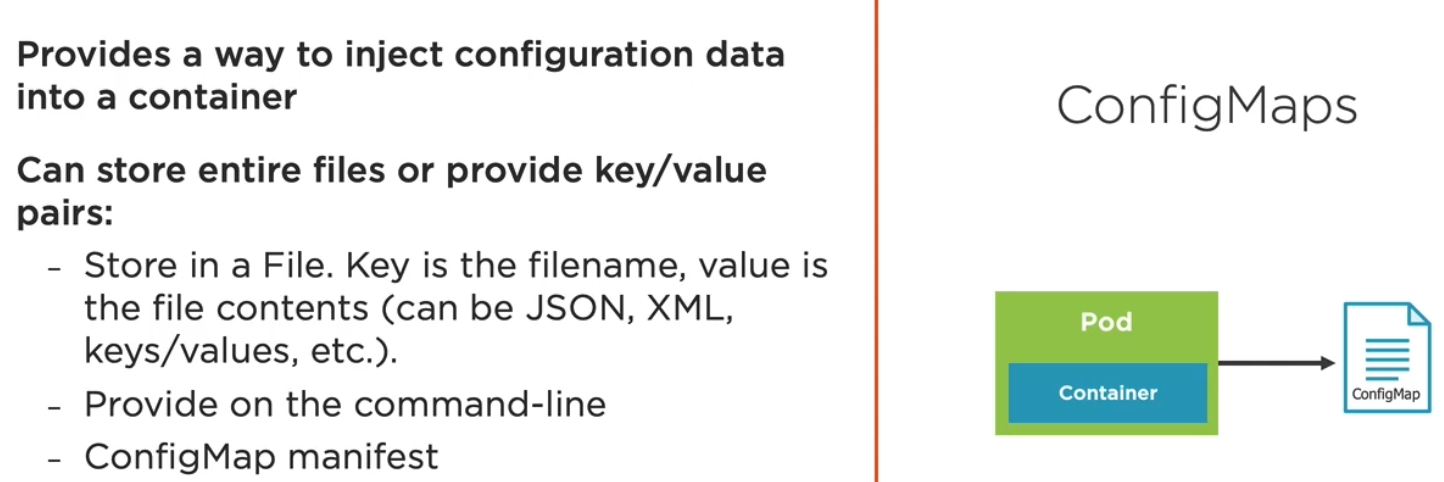 Provides a way to inject configuration data
into a container
Can store entire files or provide key/value
pairs:
– Store in a File. Key is the filename, value is
the file contents (can be JSON, XML,
keys/values, etc.).
– Provide on the command-line
– ConfigMap manifest
ConfigMaps
Pod
Container
ConfigMap